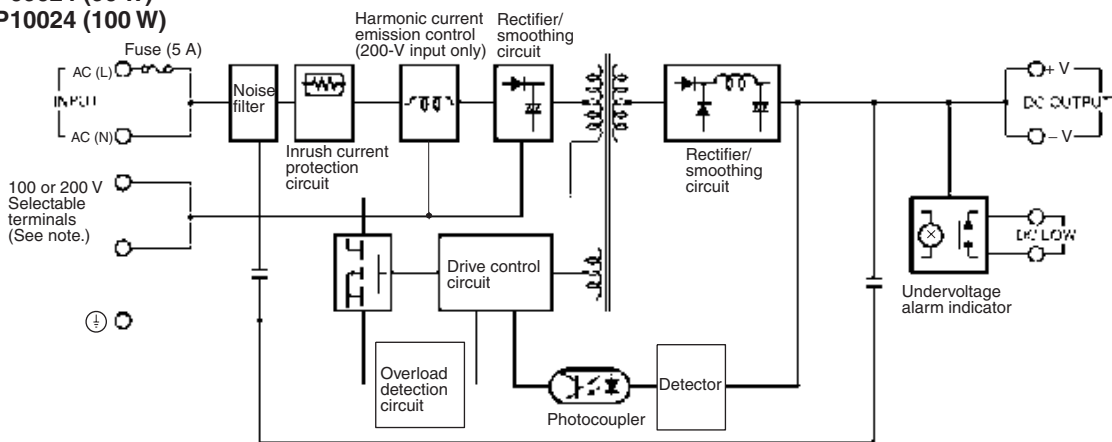 P10024 (100 W)
Fuse (5 A)
Harmonic current
emission control
(200-V input only)
Rectifier/
smoothing
circuit
AC (L)
INPUT
AC (N)
Noise
filter
Inrush current
protection
circuit
Rectifier/
smoothing
circuit
+ V
DC OUTPUT
– V
100 or 200 V
Selectable
terminals
(See note.)
Drive control
circuit
DC LOW
Undervoltage
alarm indicator
Overload
detection
circuit
Photocoupler
Detector